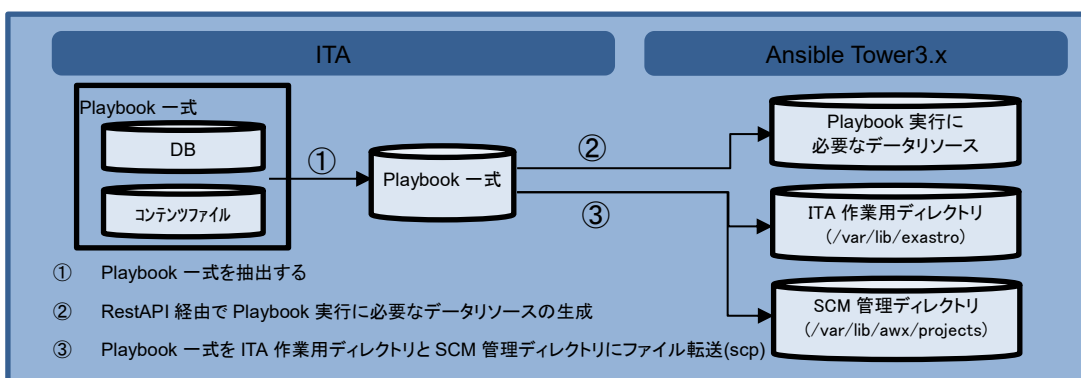 ITA
Ansible Tower3.x
Playbook 一式
DB
コンテンツファイル
①
Playbook 一式
②
③
Playbook 実行に
必要なデータリソース
ITA 作業用ディレクトリ
(/var/lib/exastro)
SCM 管理ディレクトリ
(/var/lib/awx/projects)
① Playbook 一式を抽出する
② RestAPI 経由で Playbook 実行に必要なデータリソースの生成
③ Playbook 一式を ITA 作業用ディレクトリと SCM 管理ディレクトリにファイル転送(scp)